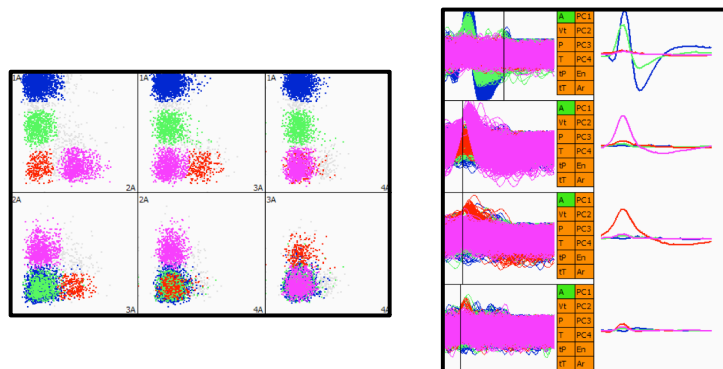 1A
2A
1A
3A
1A
4A
2A
3A
2A
4A
3A
4A
A PC1
Vt PC2
P PC3
T PC4
tP En
tT Ar
A PC1
Vt PC2
P PC3
T PC4
tP En
tT Ar
A PC1
Vt PC2
P PC3
T PC4
tP En
tT Ar
A PC1
Vt PC2
P PC3
T PC4
tP En
tT Ar